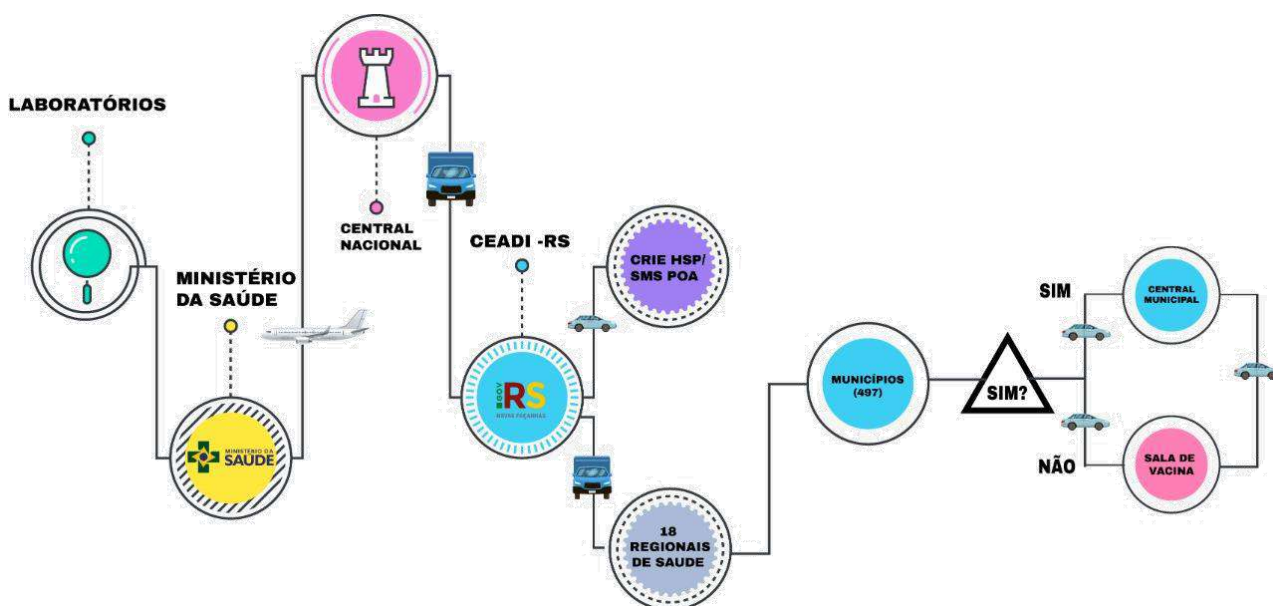 LABORATÓRIOS
MINISTÉRIO
DA SAÚDE
MINISTÉRIO DA
SAÚDE
CENTRAL
NACIONAL
CEADI -RS
GOV
RS
CRIE HSP/
SMS POA
18
REGIONAIS
DE SAUDE
MUNICÍPIOS
(497)
SIM?
SIM
CENTRAL
MUNICIPAL
NÃO
SALA DE
VACINA